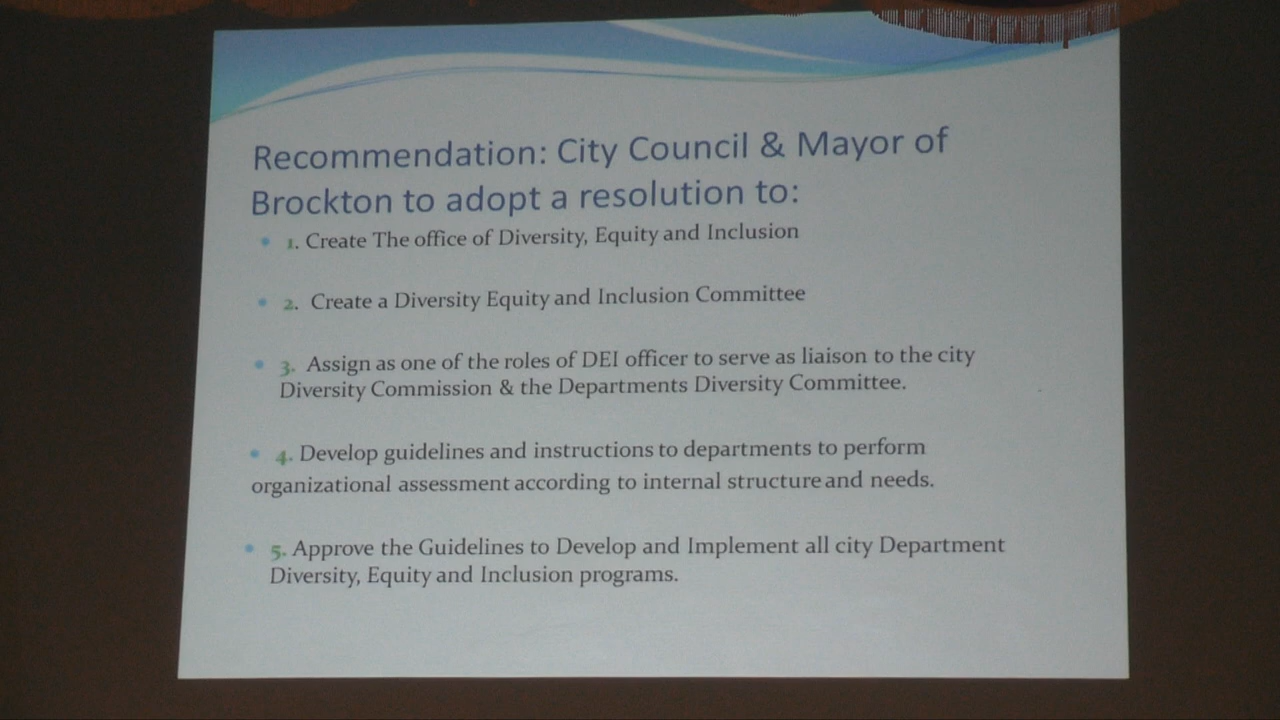 Recommendation: City Council & Mayor of
Brockton to adopt a resolution to:
• 1. Create The office of Diversity, Equity and Inclusion
• 2. Create a Diversity Equity and Inclusion Committee
• 3. Assign as one of the roles of DEI officer to serve as liaison to the city
Diversity Commission & the Departments Diversity Committee.
• 4. Develop guidelines and instructions to departments to perform
organizational assessment according to internal structure and needs.
• 5. Approve the Guidelines to Develop and Implement all city Department
Diversity, Equity and Inclusion programs.